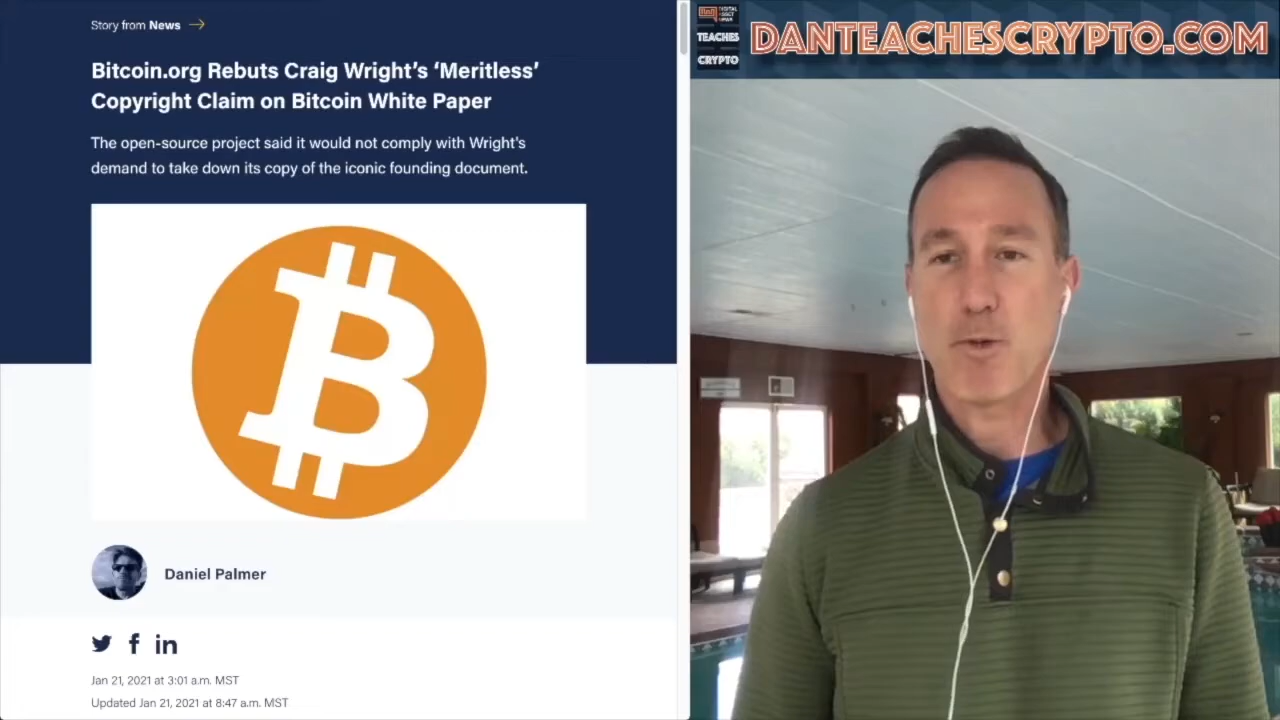 Story from News
Bitcoin.org Rebuts Craig Wright's 'Meritless'
Copyright Claim on Bitcoin White Paper
The open-source project said it would not comply with Wright's
demand to take down its copy of the iconic founding document.
Daniel Palmer
Jan 21, 2021 at 3:01 a.m. MST
Updated Jan 21, 2021 at 8:47 a.m. MST
DIGITAL
ASSET
NEWS
TEACHES
CRYPTO
DANTEACHESCRYPTO.COM